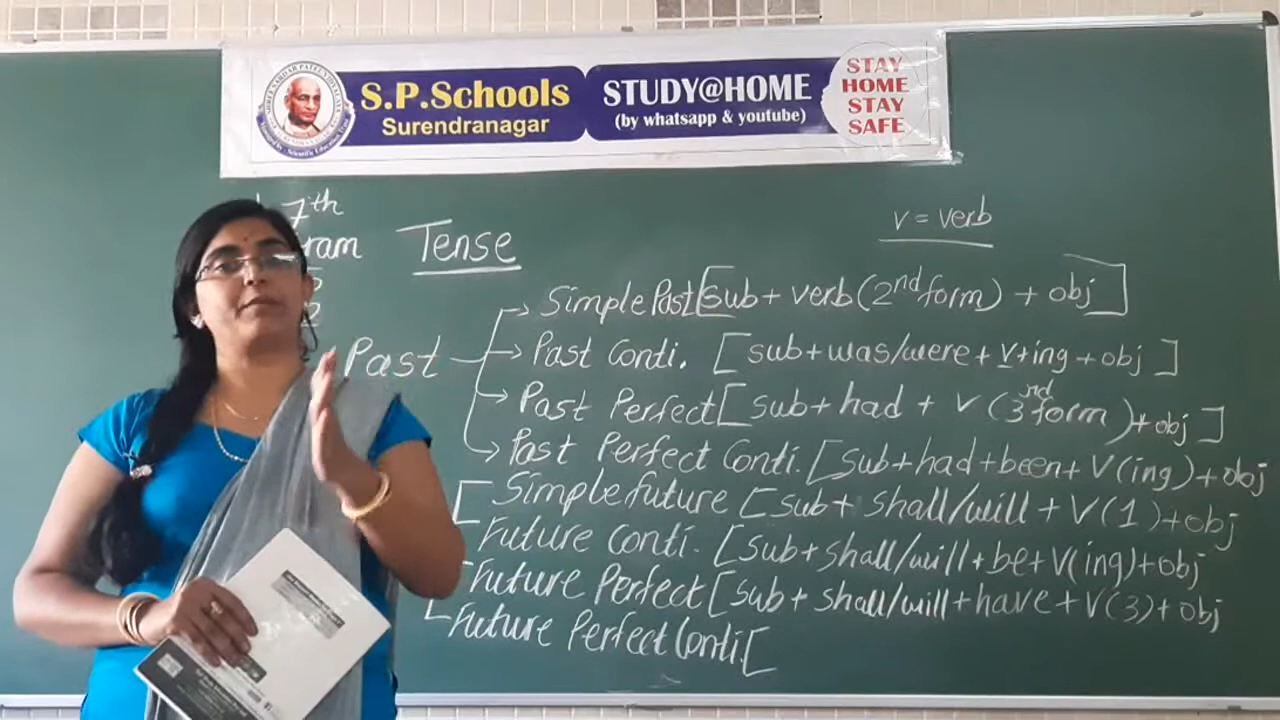 S.P.Schools
Surendranagar
STUDY@HOME
(by whatsapp & youtube)
STAY
HOME
STAY
SAFE
7th
Tense
v = verb
Simple Past [sub + verb (2nd form) + obj]
Past
Past Conti. [sub + was/were + v + ing + obj]
Past Perfect [sub + had + v (3rd form) + obj]
Past Perfect Conti. [sub + had + been + v (ing) + obj
Simple future [sub + shall/will + v (1) + obj
Future Conti. [sub + shall/will + be + v (ing) + obj
Future Perfect [sub + shall/will + have + v (3) + obj
Future Perfect Conti. [